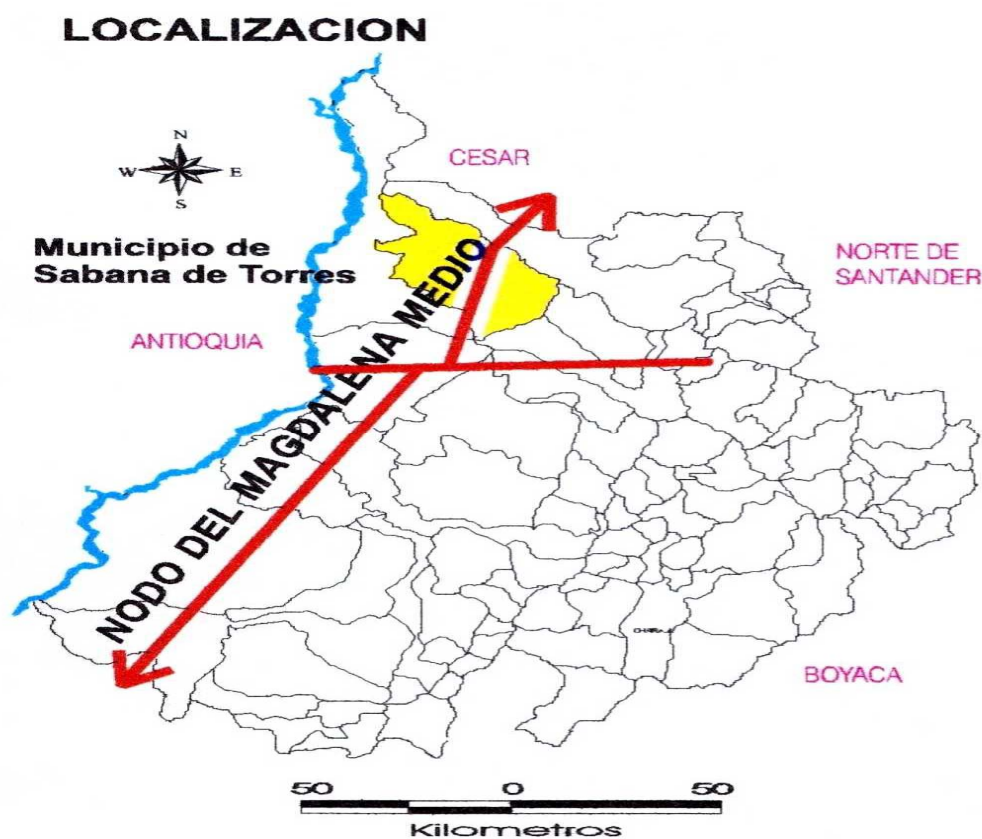 LOCALIZACION
N
W E
S
CESAR
Municipio de
Sabana de Torres
NORTE DE
SANTANDER
ANTIOQUIA
NODO DEL MAGDALENA MEDIO
BOYACA
50 0 50
Kilometros